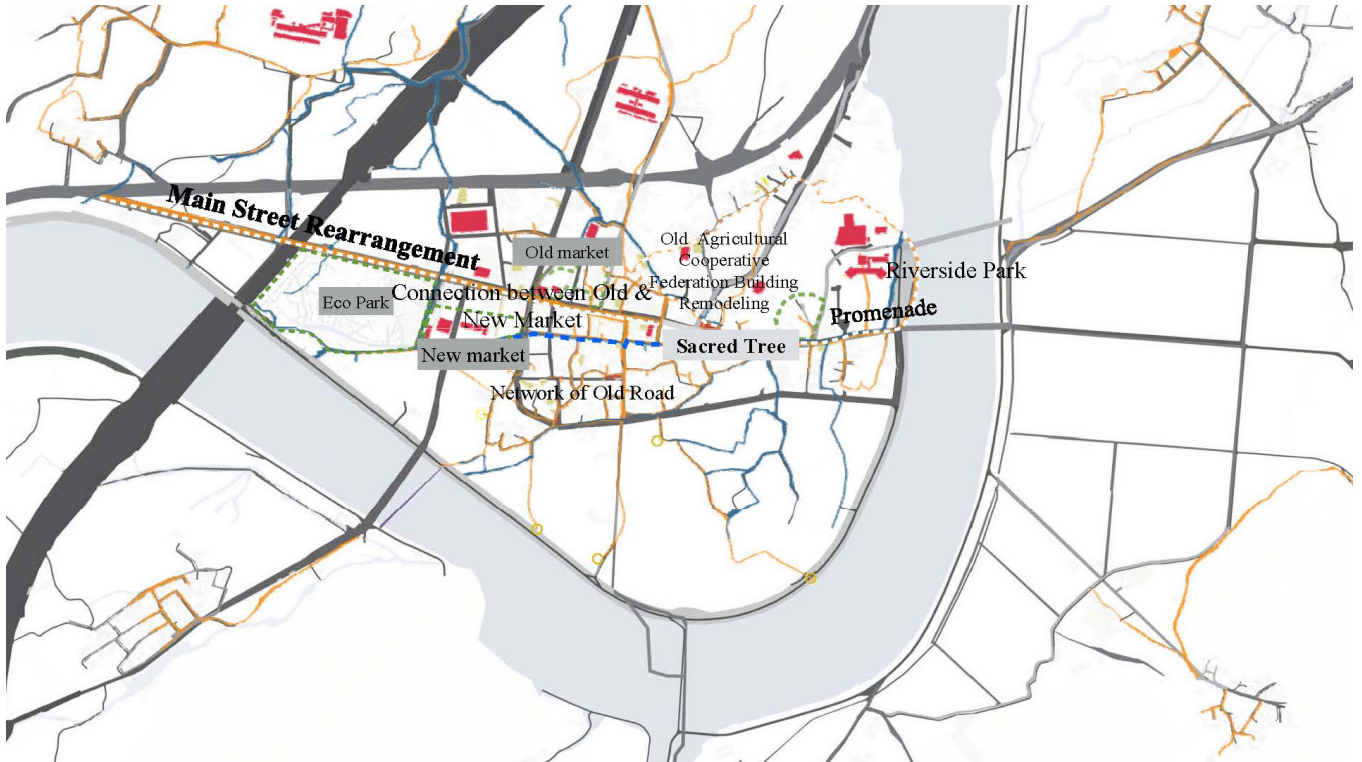 Main Street Rearrangement
Old market
Old Agricultural
Cooperative
Federation Building
Remodeling
Riverside Park
Eco Park
Connection between Old &
New Market
Promenade
New market
Sacred Tree
Network of Old Road